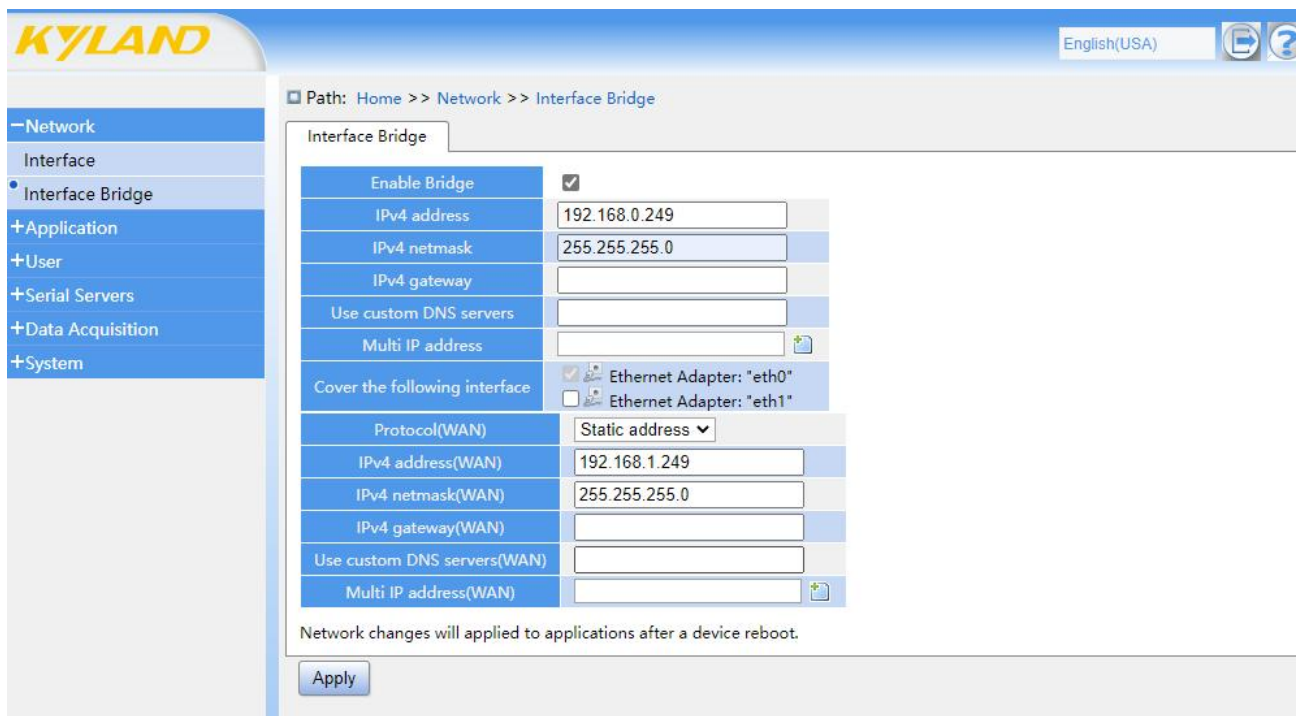 KYLAND
English(USA)
Path: Home >> Network >> Interface Bridge
−Network
Interface
Interface Bridge
+Application
+User
+Serial Servers
+Data Acquisition
+System
Interface Bridge
Enable Bridge
IPv4 address 192.168.0.249
IPv4 netmask 255.255.255.0
IPv4 gateway
Use custom DNS servers
Multi IP address
Cover the following interface Ethernet Adapter: "eth0"
Ethernet Adapter: "eth1"
Protocol(WAN) Static address
IPv4 address(WAN) 192.168.1.249
IPv4 netmask(WAN) 255.255.255.0
IPv4 gateway(WAN)
Use custom DNS servers(WAN)
Multi IP address(WAN)
Network changes will applied to applications after a device reboot.
Apply